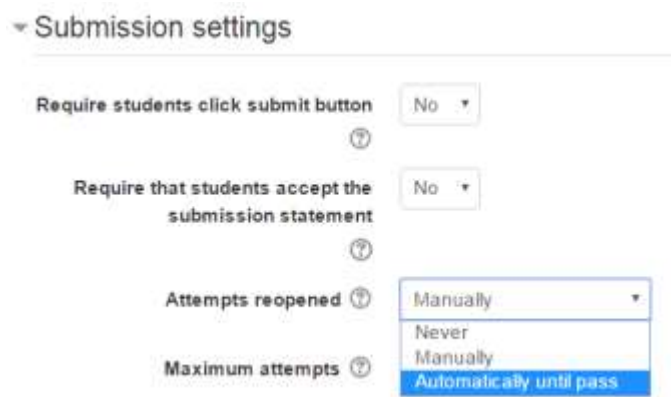 Submission settings
Require students click submit button
No
Require that students accept the
submission statement
No
Attempts reopened
Manually
Never
Manually
Automatically until pass
Maximum attempts